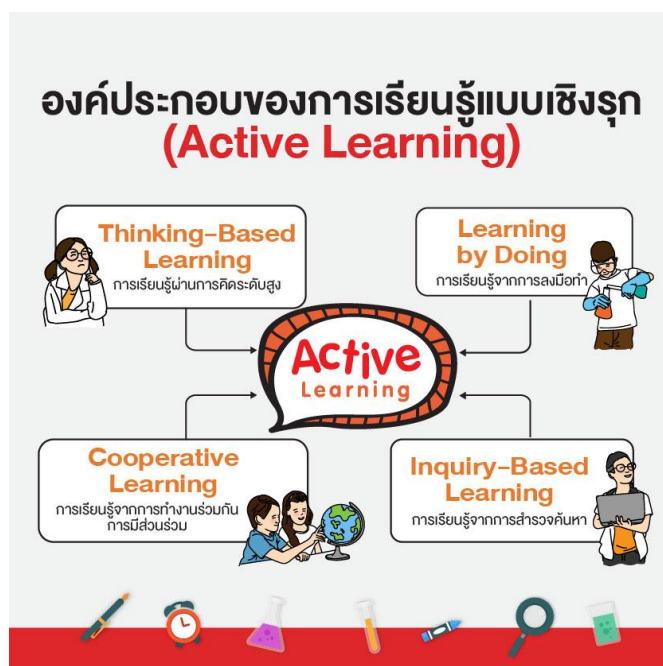 องค์ประกอบของการเรียนรู้แบบเชิงรุก
(Active Learning)
Thinking-Based
Learning
การเรียนรู้ผ่านการคิดระดับสูง
Learning
by Doing
การเรียนรู้จากการลงมือทำ
Active
Learning
Cooperative
Learning
การเรียนรู้จากการทำงานร่วมกัน
การมีส่วนร่วม
Inquiry-Based
Learning
การเรียนรู้จากการสำรวจค้นหา